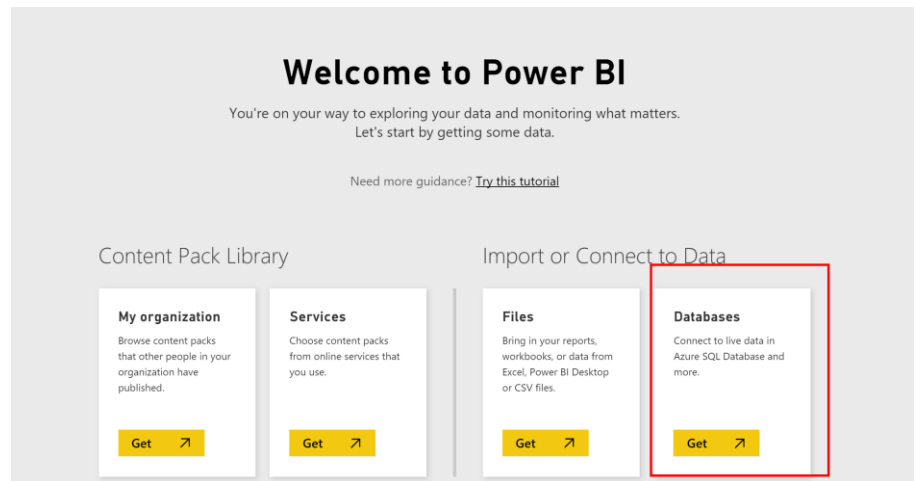 Welcome to Power BI
You're on your way to exploring your data and monitoring what matters.
Let's start by getting some data.
Need more guidance? Try this tutorial
Content Pack Library
My organization
Browse content packs
that other people in your
organization have
published.
Get
Services
Choose content packs
from online services that
you use.
Get
Import or Connect to Data
Files
Bring in your reports,
workbooks, or data from
Excel, Power BI Desktop
or CSV files.
Get
Databases
Connect to live data in
Azure SQL Database and
more.
Get